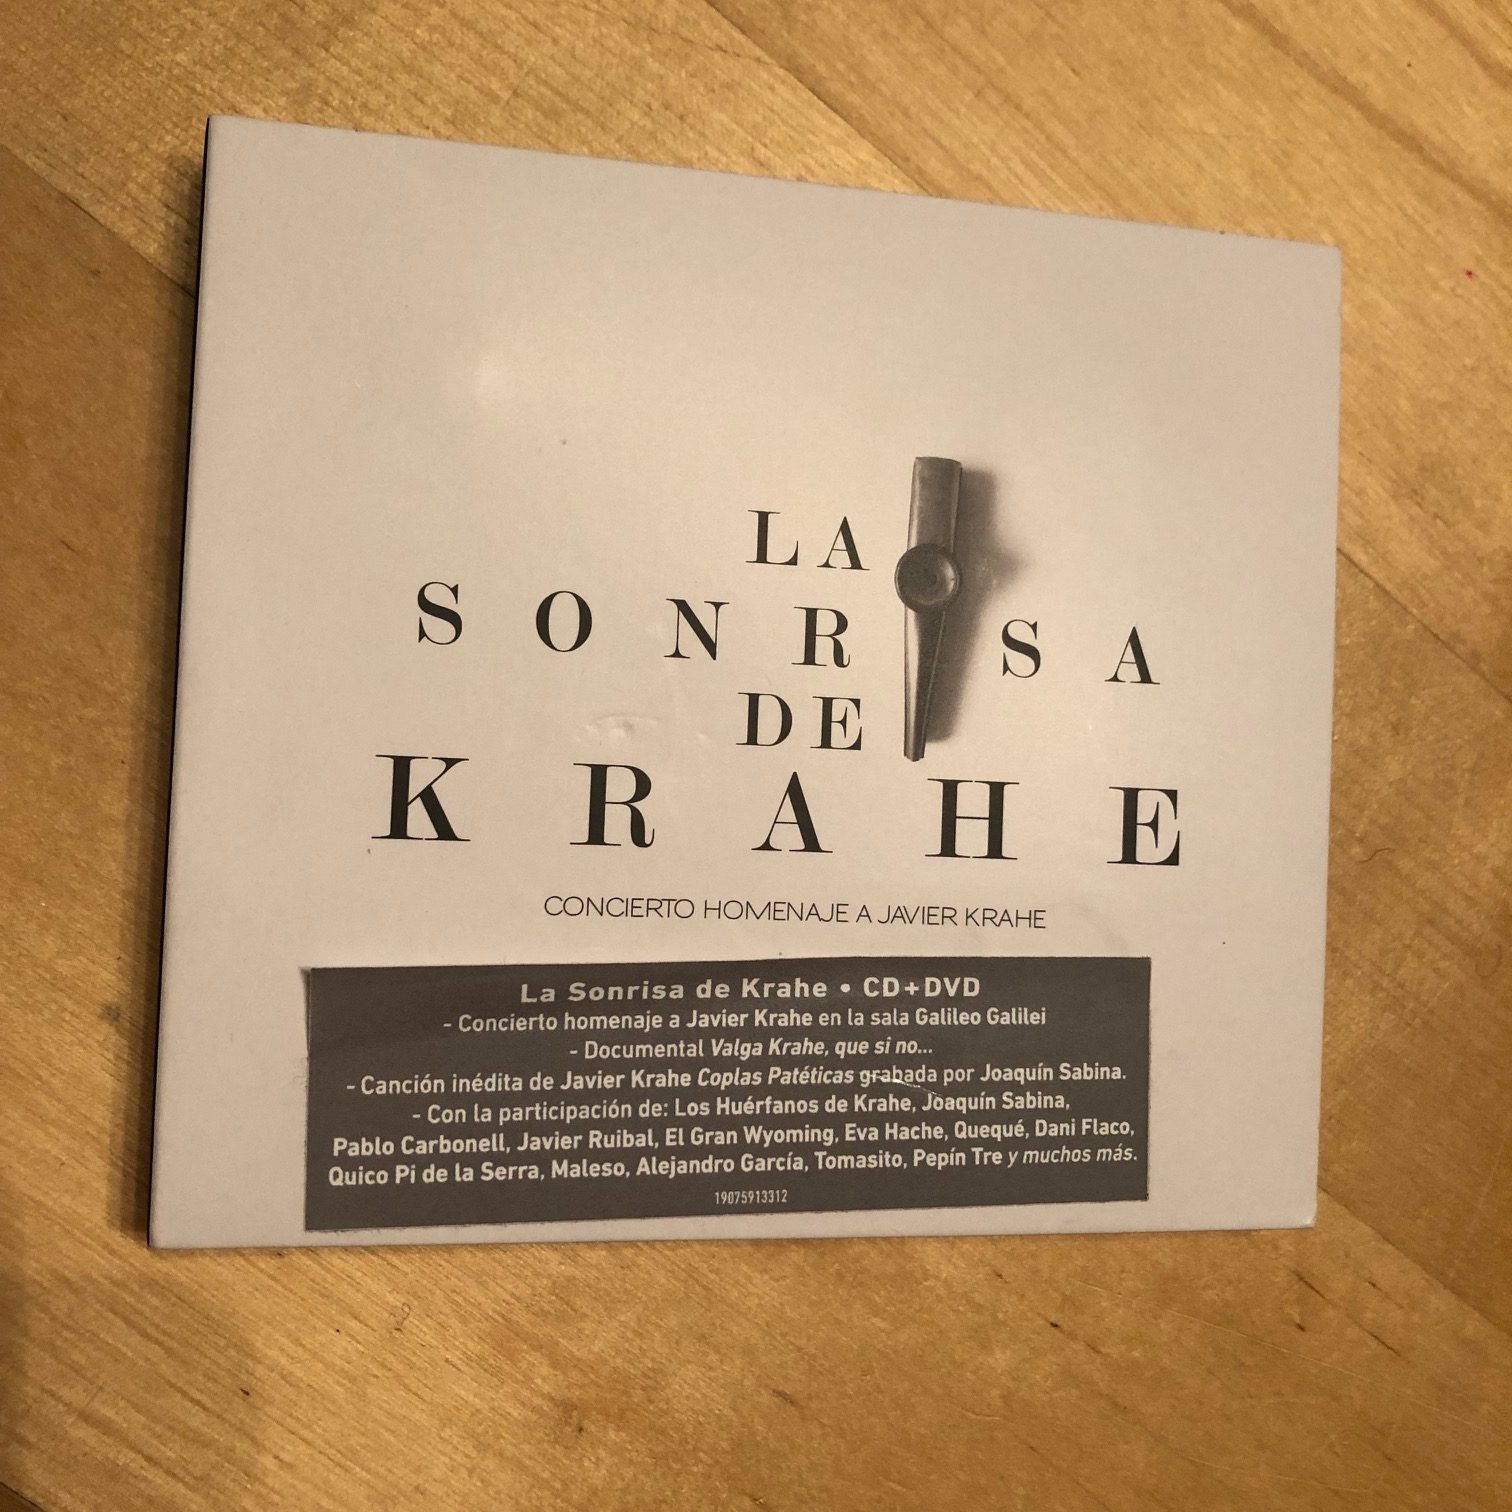 LA
SONR SA
DE
KRAHE
CONCIERTO HOMENAJE A JAVIER KRAHE
La Sonrisa de Krahe • CD+DVD
- Concierto homenaje a Javier Krahe en la sala Galileo Galilei
- Documental Valga Krahe, que si no...
- Canción inédita de Javier Krahe Coplas Patéticas grabada por Joaquín Sabina.
- Con la participación de: Los Huérfanos de Krahe, Joaquín Sabina,
Pablo Carbonell, Javier Ruibal, El Gran Wyoming, Eva Hache, Quequé, Dani Flaco,
Quico Pi de la Serra, Maleso, Alejandro García, Tomasito, Pepín Tre y muchos más.
19075913312